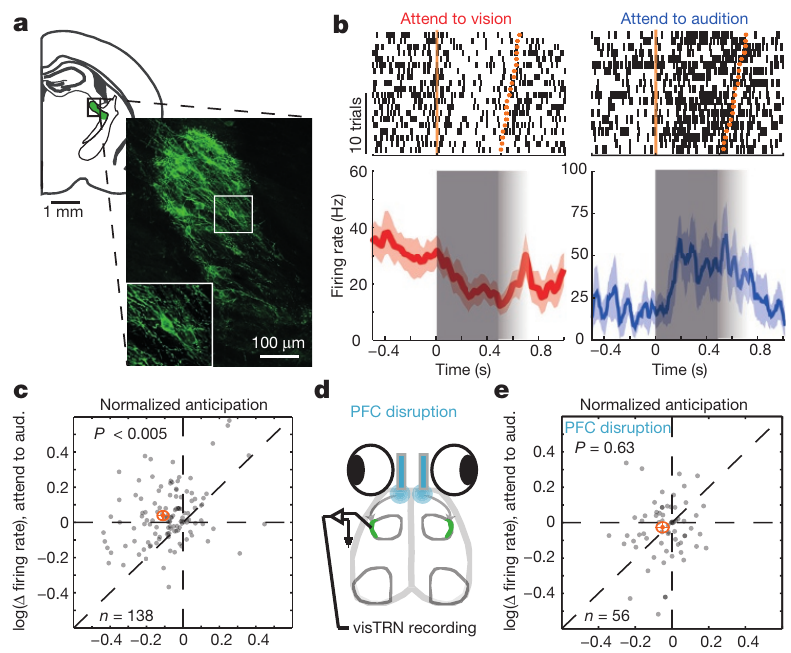 a
1 mm
100 μm
b
Attend to vision
Attend to audition
10 trials
Firing rate (Hz)
60
40
20
0
100
75
50
25
0
−0.4
0
0.4
0.8
Time (s)
−0.4
0
0.4
0.8
Time (s)
c
Normalized anticipation
P < 0.005
log(Δ firing rate), attend to aud.
0.4
0.2
0
−0.2
−0.4
n = 138
−0.4
−0.2
0
0.2
0.4
d
PFC disruption
visTRN recording
e
Normalized anticipation
PFC disruption
P = 0.63
log(Δ firing rate), attend to aud.
0.4
0.2
0
−0.2
−0.4
n = 56
−0.4
−0.2
0
0.2
0.4